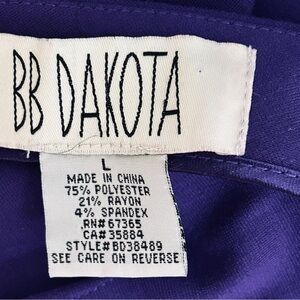 BB DAKOTA
L
MADE IN CHINA
75% POLYESTER
21% RAYON
4% SPANDEX
RN# 67365
CA# 35884
STYLE# BD38489
SEE CARE ON REVERSE